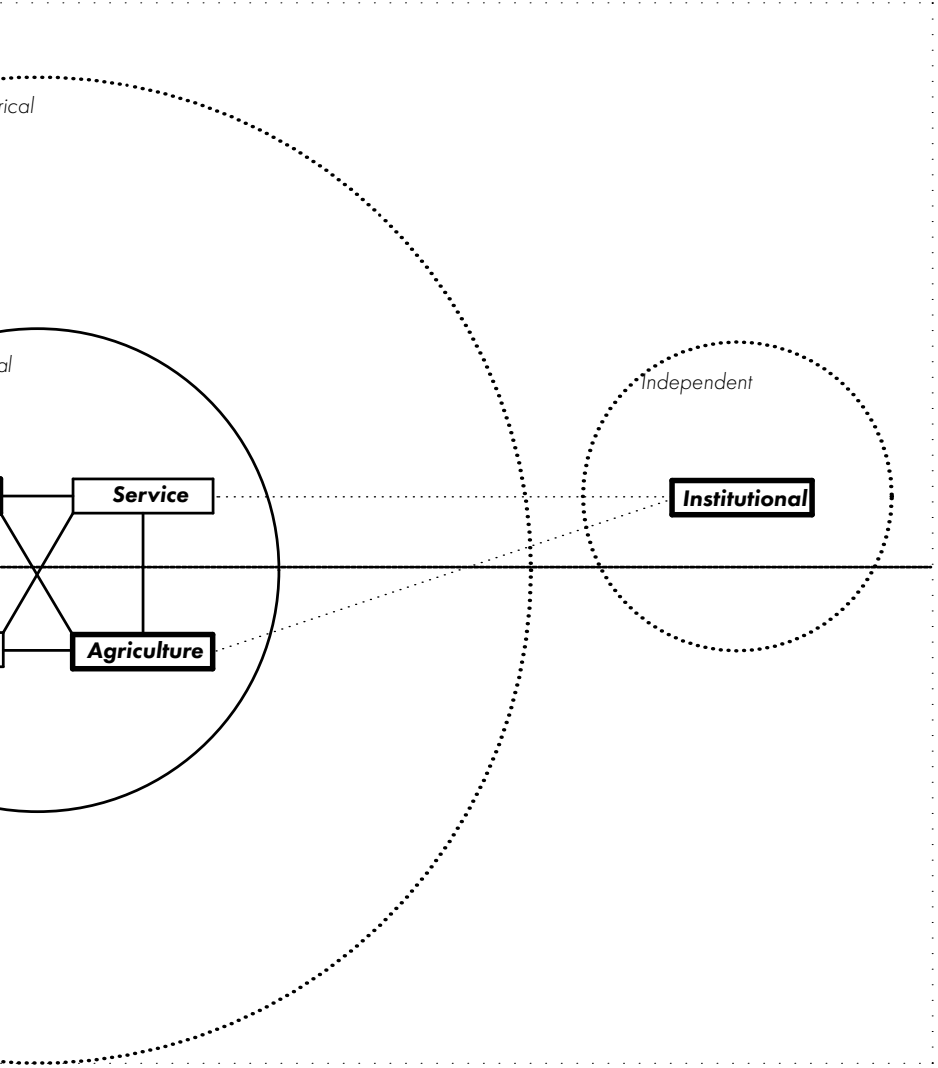 rical
al
Independent
Service
Institutional
Agriculture